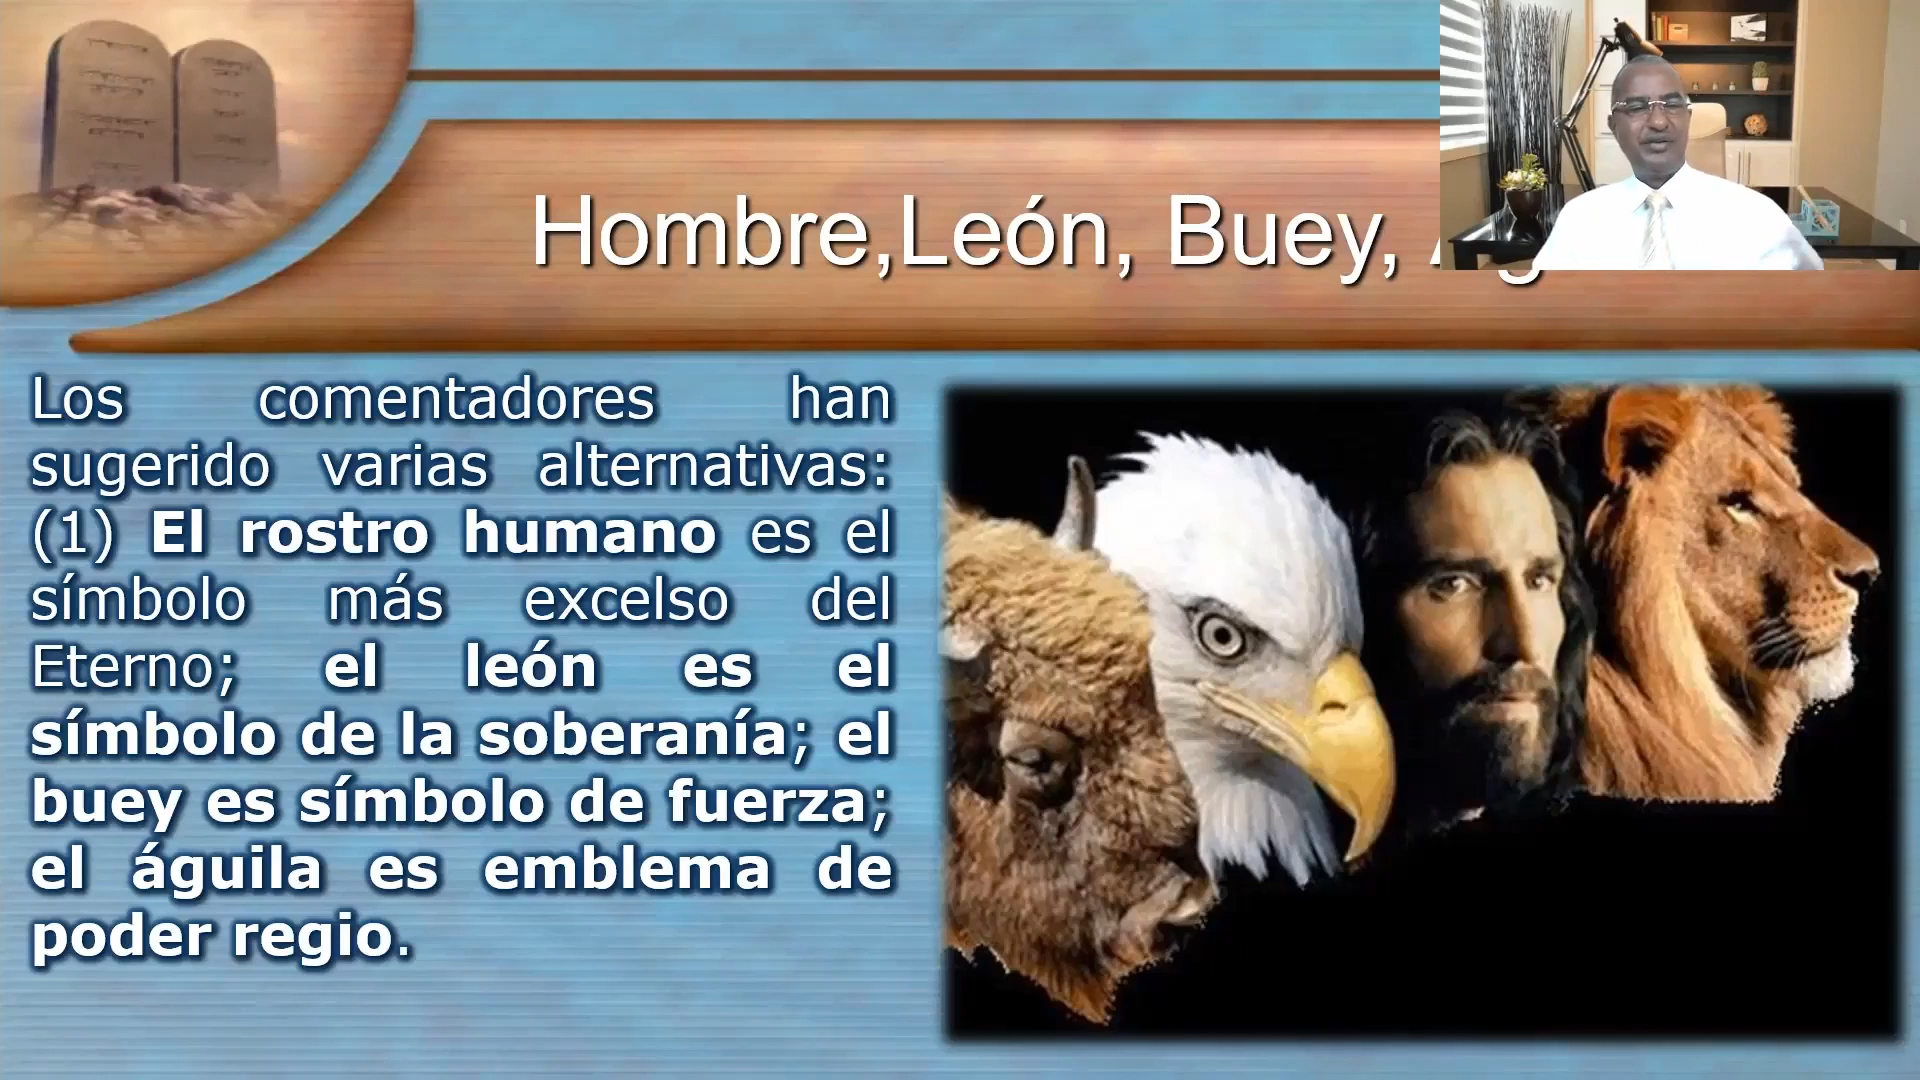 Hombre,León, Buey,
Los comentadores han
sugerido varias alternativas:
(1) El rostro humano es el
símbolo más excelso del
Eterno; el león es el
símbolo de la soberanía; el
buey es símbolo de fuerza;
el águila es emblema de
poder regio.